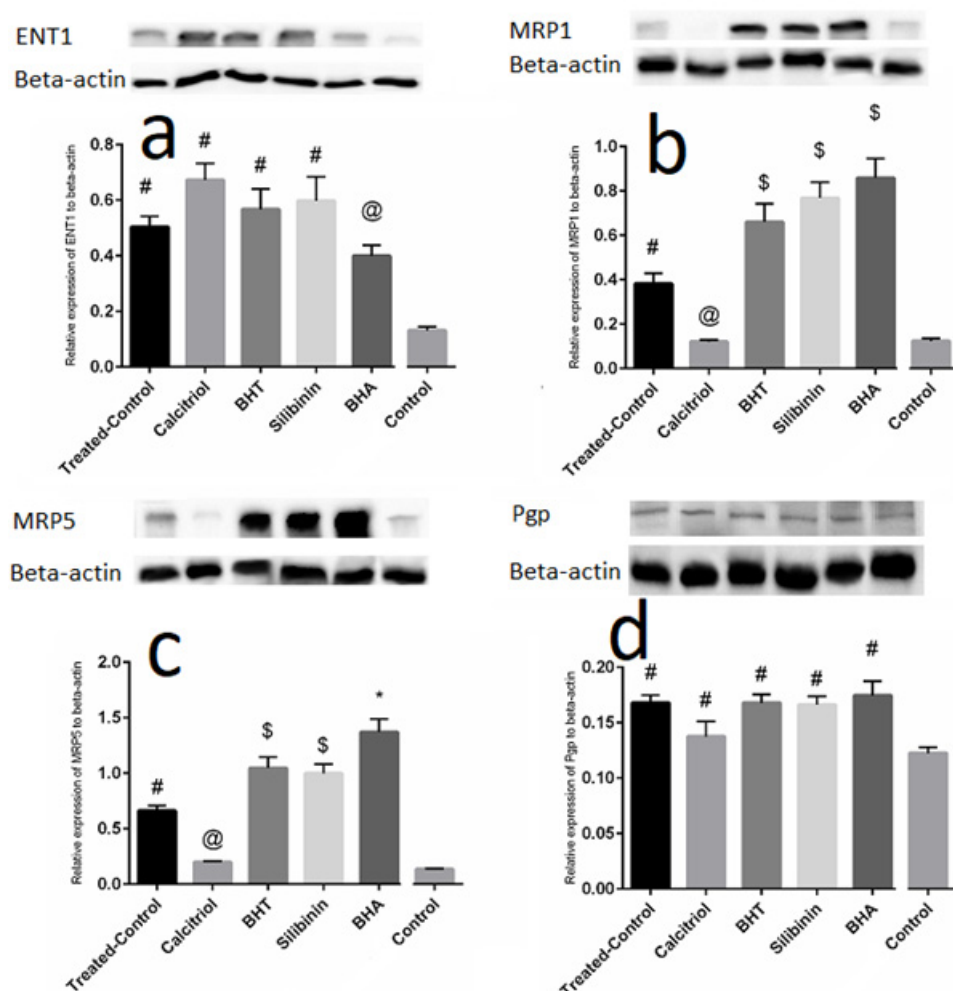 ENT1
Beta-actin
a
Relative expression of ENT1 to beta-actin
0.8
0.6
0.4
0.2
0.0
# # # # @
Treated-Control
Calcitriol
BHT
Silibinin
BHA
Control
MRP1
Beta-actin
b
Relative expression of MRP1 to beta-actin
1.0
0.8
0.6
0.4
0.2
0.0
# @ $ $ $
Treated-Control
Calcitriol
BHT
Silibinin
BHA
Control
MRP5
Beta-actin
c
Relative expression of MRP5 to beta-actin
2.0
1.5
1.0
0.5
0.0
# @ $ $ *
Treated-Control
Calcitriol
BHT
Silibinin
BHA
Control
Pgp
Beta-actin
d
Relative expression of Pgp to beta-actin
0.20
0.15
0.10
0.05
0.00
# # # # #
Treated-Control
Calcitriol
BHT
Silibinin
BHA
Control